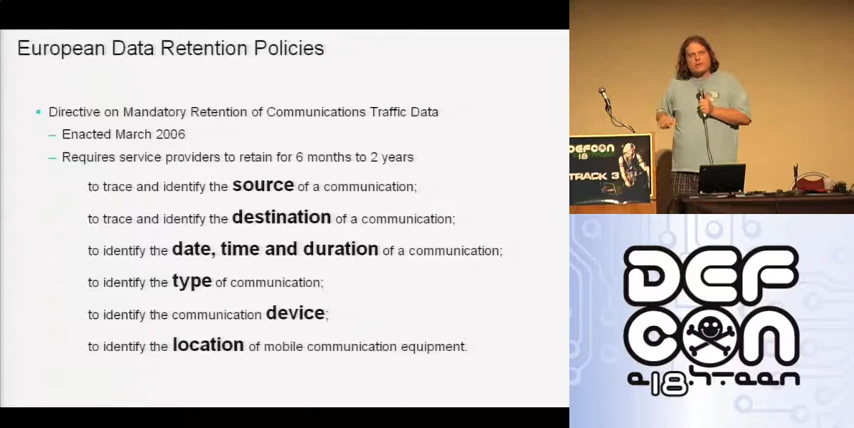 European Data Retention Policies
Directive on Mandatory Retention of Communications Traffic Data
– Enacted March 2006
– Requires service providers to retain for 6 months to 2 years
to trace and identify the source of a communication;
to trace and identify the destination of a communication;
to identify the date, time and duration of a communication;
to identify the type of communication;
to identify the communication device;
to identify the location of mobile communication equipment.
DEFCON
18
TRACK 3
DEF
CON
18